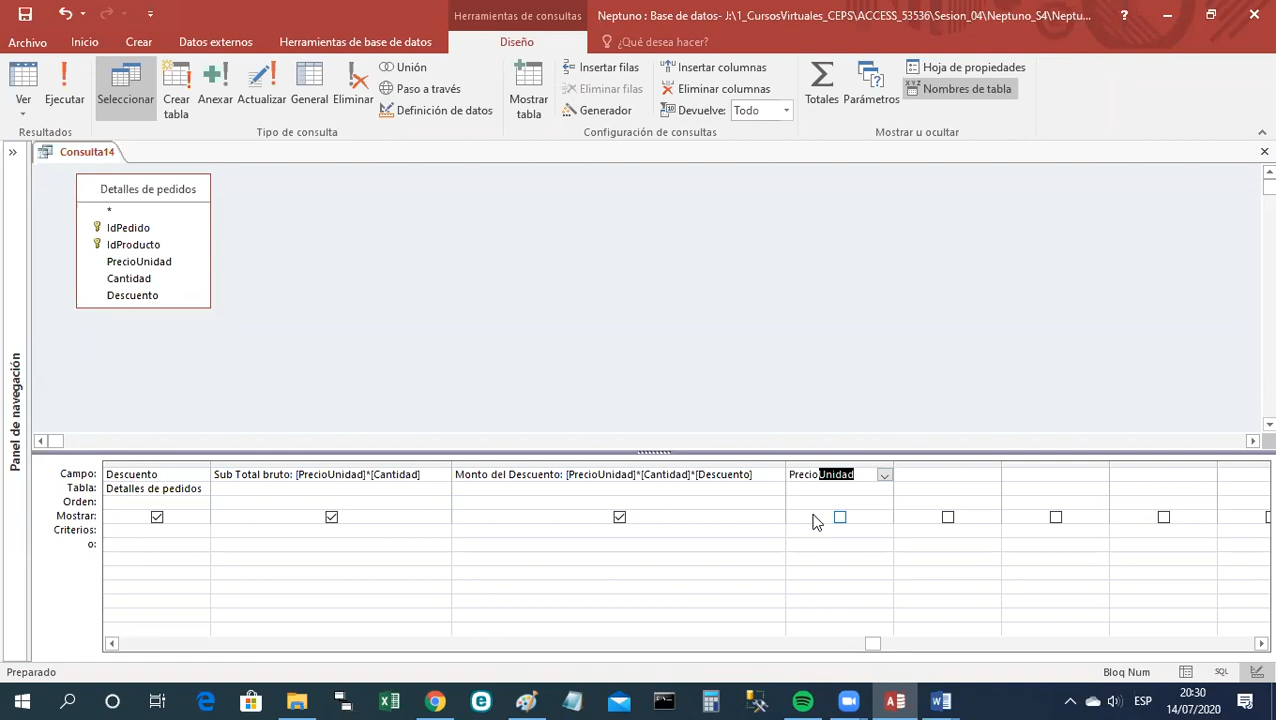 Herramientas de consultas
Neptuno : Base de datos- J:\1_CursosVirtuales_CEPS\ACCESS_53536\Sesion_04\Neptuno_S4\Neptu...
?
Archivo
Inicio
Crear
Datos externos
Herramientas de base de datos
Diseño
¿Qué desea hacer?
Ver
Ejecutar
Seleccionar
Crear tabla
Anexar
Actualizar
General
Eliminar
Unión
Paso a través
Definición de datos
Mostrar tabla
Insertar filas
Eliminar filas
Generador
Insertar columnas
Eliminar columnas
Devuelve: Todo
Totales
Parámetros
Hoja de propiedades
XYZ Nombres de tabla
Resultados
Tipo de consulta
Configuración de consultas
Mostrar u ocultar
Consulta14
Panel de navegación
Detalles de pedidos
*
IdPedido
IdProducto
PrecioUnidad
Cantidad
Descuento
Campo: Descuento Sub Total bruto: [PrecioUnidad]*[Cantidad] Monto del Descuento: [PrecioUnidad]*[Cantidad]*[Descuento] PrecioUnidad
Tabla: Detalles de pedidos
Orden:
Mostrar:
Criterios:
o:
Preparado
Bloq Num
SQL
ESP
20:30
14/07/2020